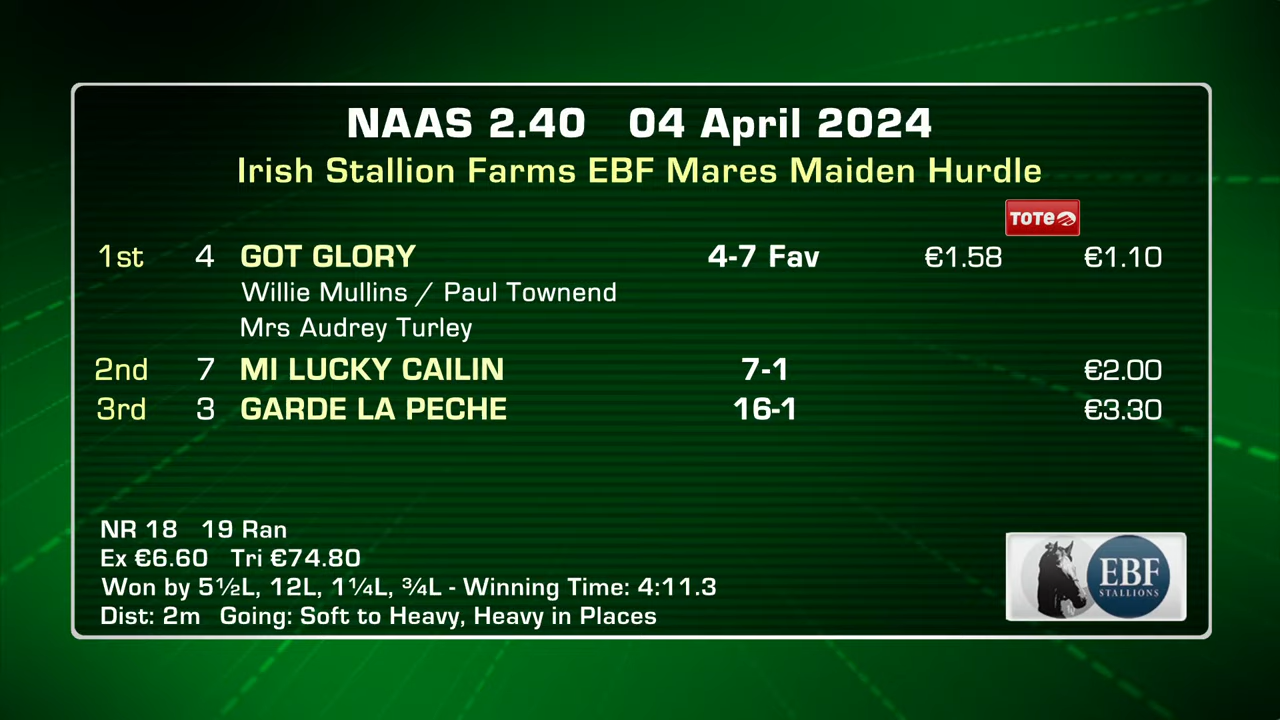 NAAS 2.40 04 April 2024
Irish Stallion Farms EBF Mares Maiden Hurdle
TOTE
1st 4 GOT GLORY 4-7 Fav €1.58 €1.10
Willie Mullins / Paul Townend
Mrs Audrey Turley
2nd 7 MI LUCKY CAILIN 7-1 €2.00
3rd 3 GARDE LA PECHE 16-1 €3.30
NR 18 19 Ran
Ex €6.60 Tri €74.80
Won by 5½L, 12L, 1¼L, ¾L - Winning Time: 4:11.3
Dist: 2m Going: Soft to Heavy, Heavy in Places
EBF
STALLIONS